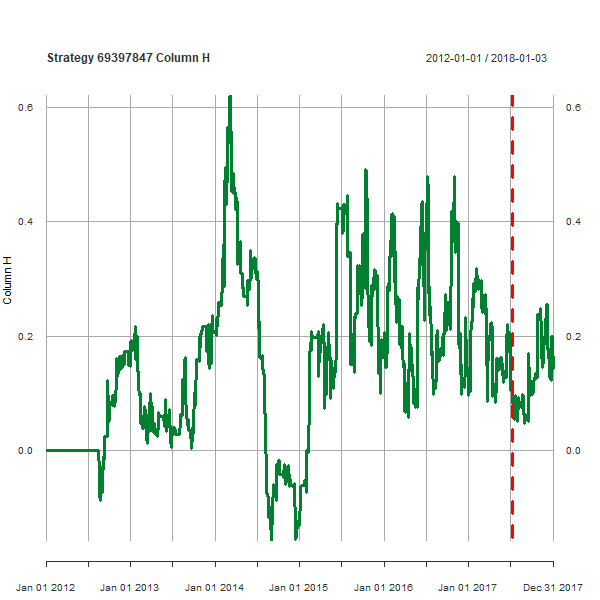 Strategy 69397847 Column H
2012-01-01 / 2018-01-03
0.6 0.6
0.4 0.4
0.2 0.2
0.0 0.0
Column H
Jan 01 2012 Jan 01 2013 Jan 01 2014 Jan 01 2015 Jan 01 2016 Jan 01 2017 Dec 31 2017